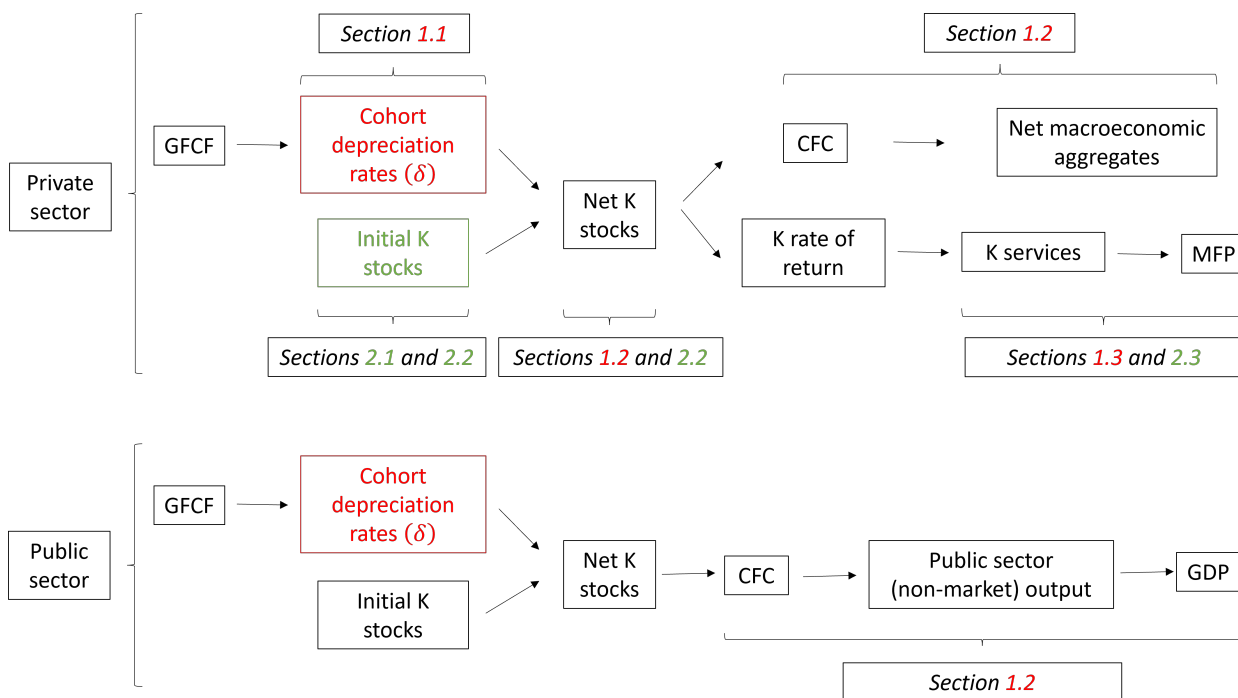 Section 1.1
Section 1.2
Private
sector
GFCF
Cohort
depreciation
rates (δ)
Initial K
stocks
Net K
stocks
CFC
Net macroeconomic
aggregates
K rate of
return
K services
MFP
Sections 2.1 and 2.2
Sections 1.2 and 2.2
Sections 1.3 and 2.3
Public
sector
GFCF
Cohort
depreciation
rates (δ)
Initial K
stocks
Net K
stocks
CFC
Public sector
(non-market) output
GDP
Section 1.2